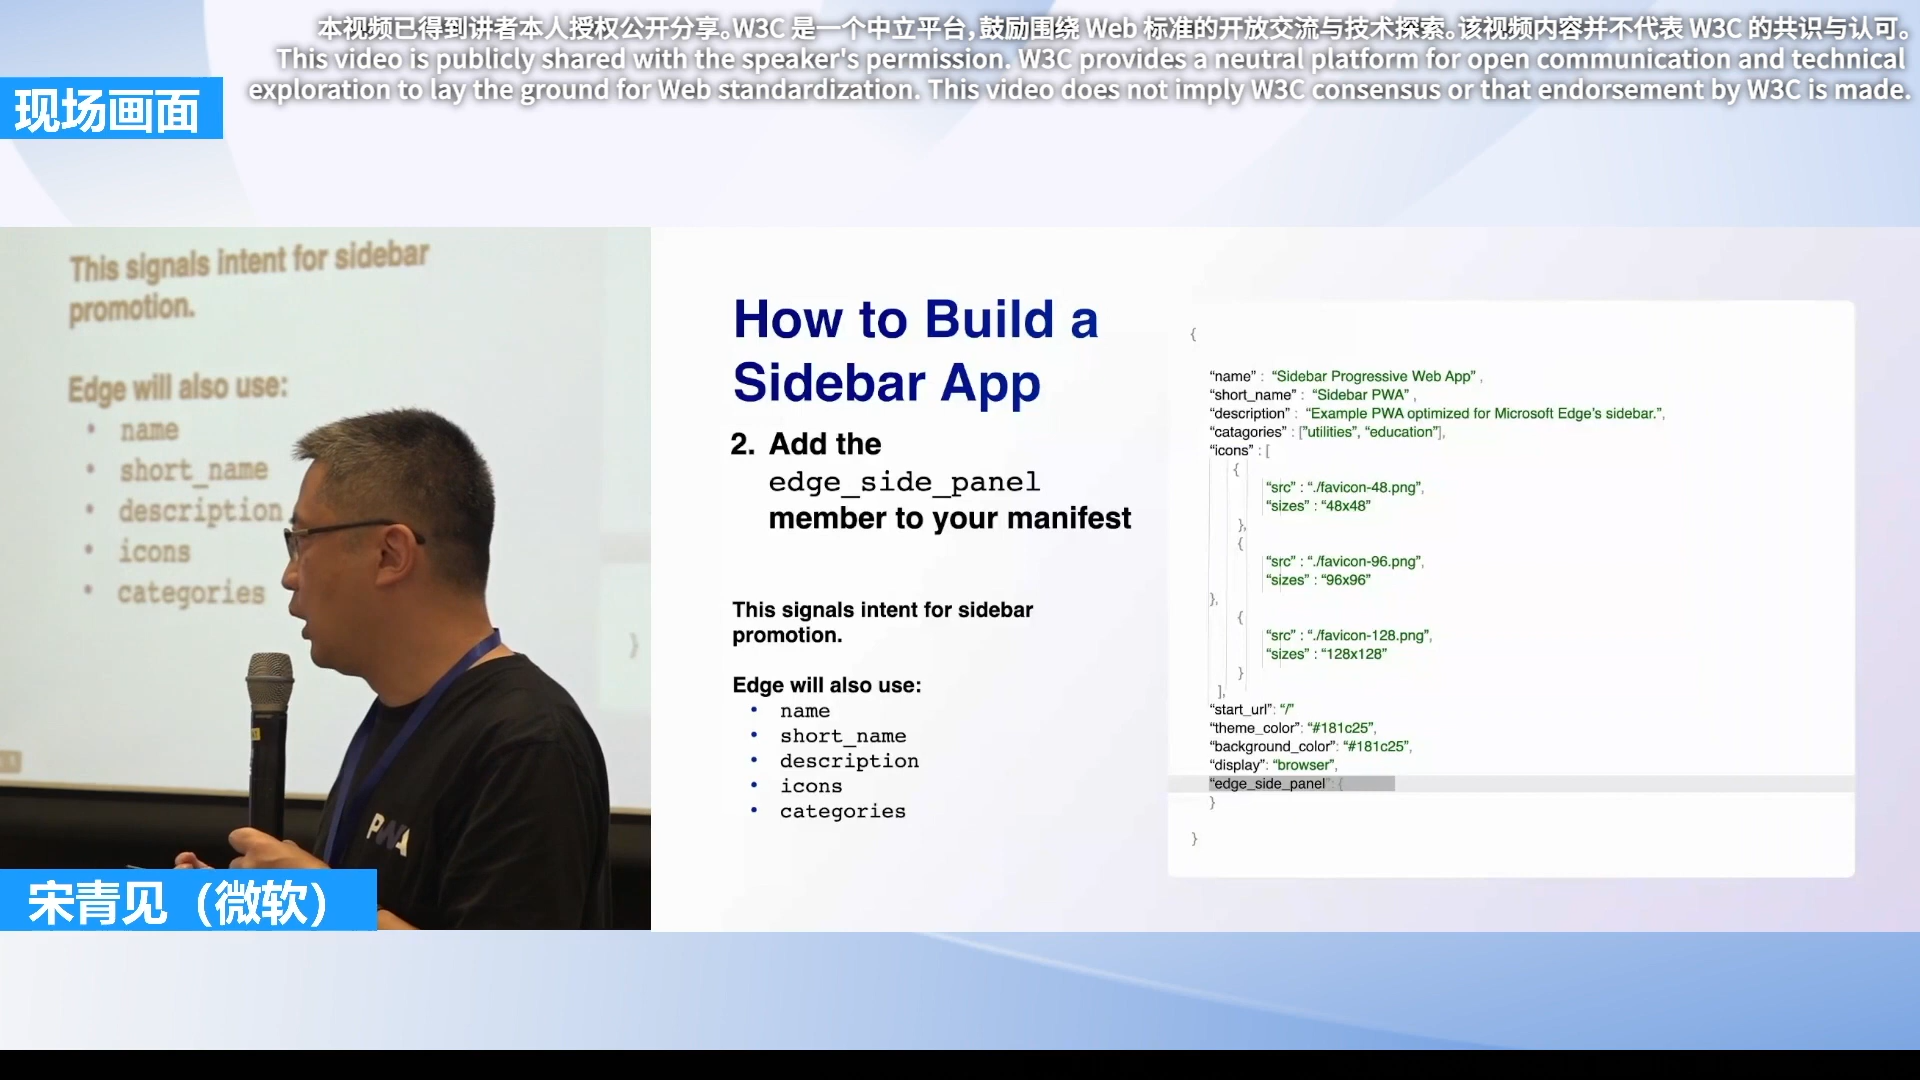 本视频已得到讲者本人授权公开分享。W3C 是一个中立平台，鼓励围绕 Web 标准的开放交流与技术探索。该视频内容并不代表 W3C 的共识与认可。
This video is publicly shared with the speaker's permission. W3C provides a neutral platform for open communication and technical
exploration to lay the ground for Web standardization. This video does not imply W3C consensus or that endorsement by W3C is made.
现场画面
This signals intent for sidebar
promotion.
Edge will also use:
• name
• short_name
• description
• icons
• categories
}
PWA
宋青见（微软）
How to Build a
Sidebar App
2. Add the
edge_side_panel
member to your manifest
This signals intent for sidebar
promotion.
Edge will also use:
• name
• short_name
• description
• icons
• categories
{
“name” : “Sidebar Progressive Web App” ,
“short_name” : “Sidebar PWA” ,
“description” : “Example PWA optimized for Microsoft Edge’s sidebar.”,
“catagories” : [”utilities”, “education”],
“icons” : [
{
“src” : “./favicon-48.png”,
“sizes” : “48x48”
},
{
“src” : “./favicon-96.png”,
“sizes” : “96x96”
},
{
“src” : “./favicon-128.png”,
“sizes” : “128x128”
}
],
“start_url”: “/”
“theme_color”: “#181c25”,
“background_color”: “#181c25”,
“display”: “browser”,
“edge_side_panel”: {
}
}